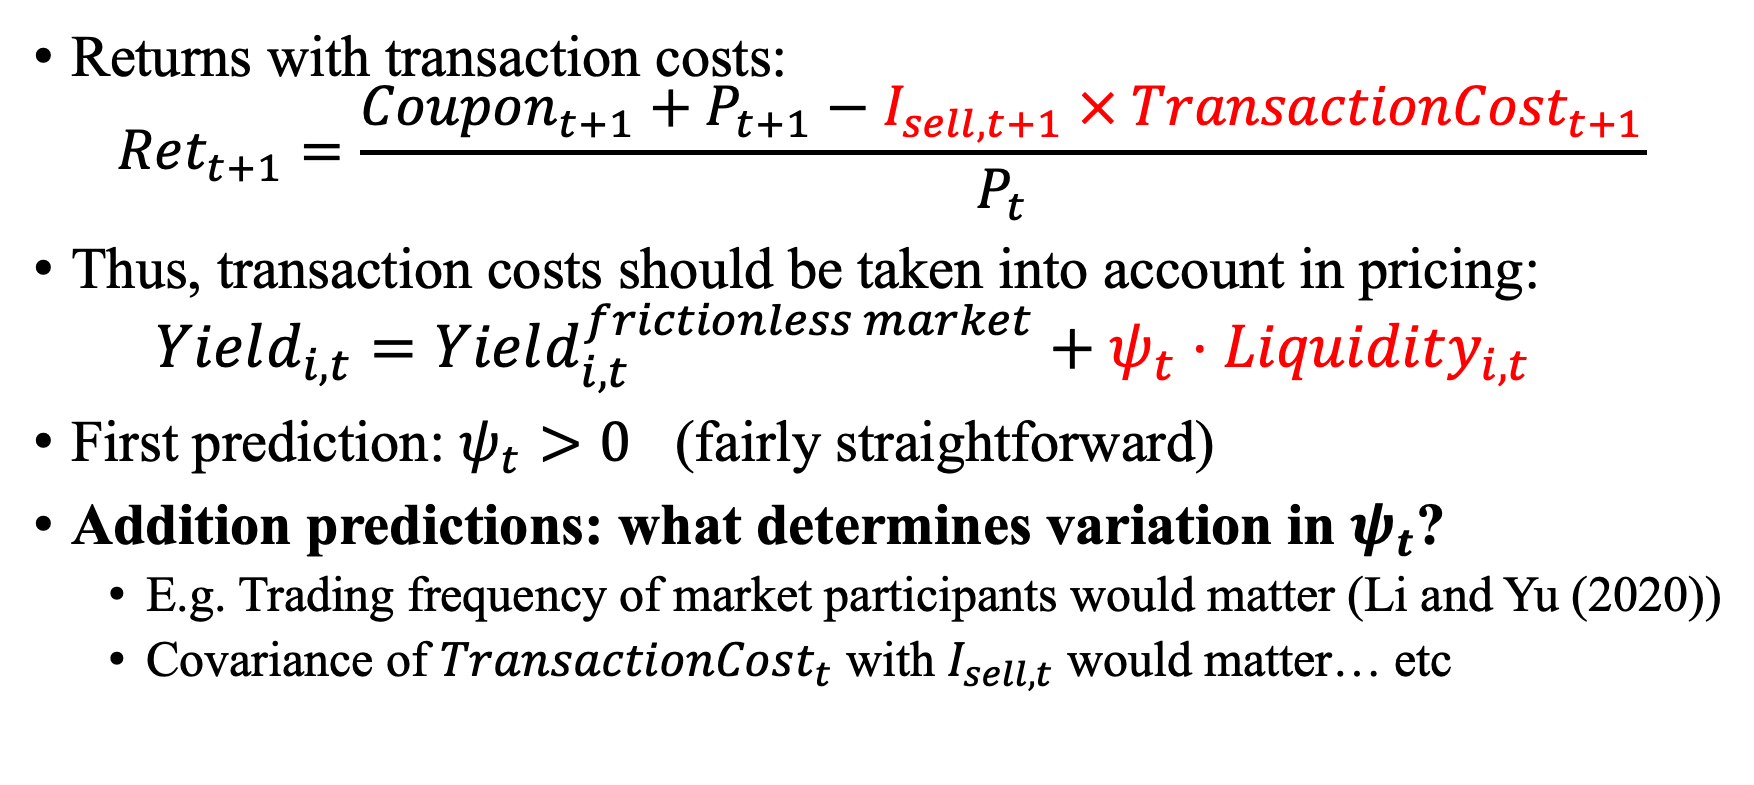 • Returns with transaction costs:
Ret_{t+1} = \frac{Coupon_{t+1} + P_{t+1} − I_{sell,t+1} × TransactionCost_{t+1}}{P_t}
• Thus, transaction costs should be taken into account in pricing:
Yield_{i,t} = Yield_{i,t}^{frictionless market} + ψ_t · Liquidity_{i,t}
• First prediction: ψ_t > 0 (fairly straightforward)
• Addition predictions: what determines variation in ψ_t?
• E.g. Trading frequency of market participants would matter (Li and Yu (2020))
• Covariance of TransactionCost_t with I_{sell,t} would matter… etc